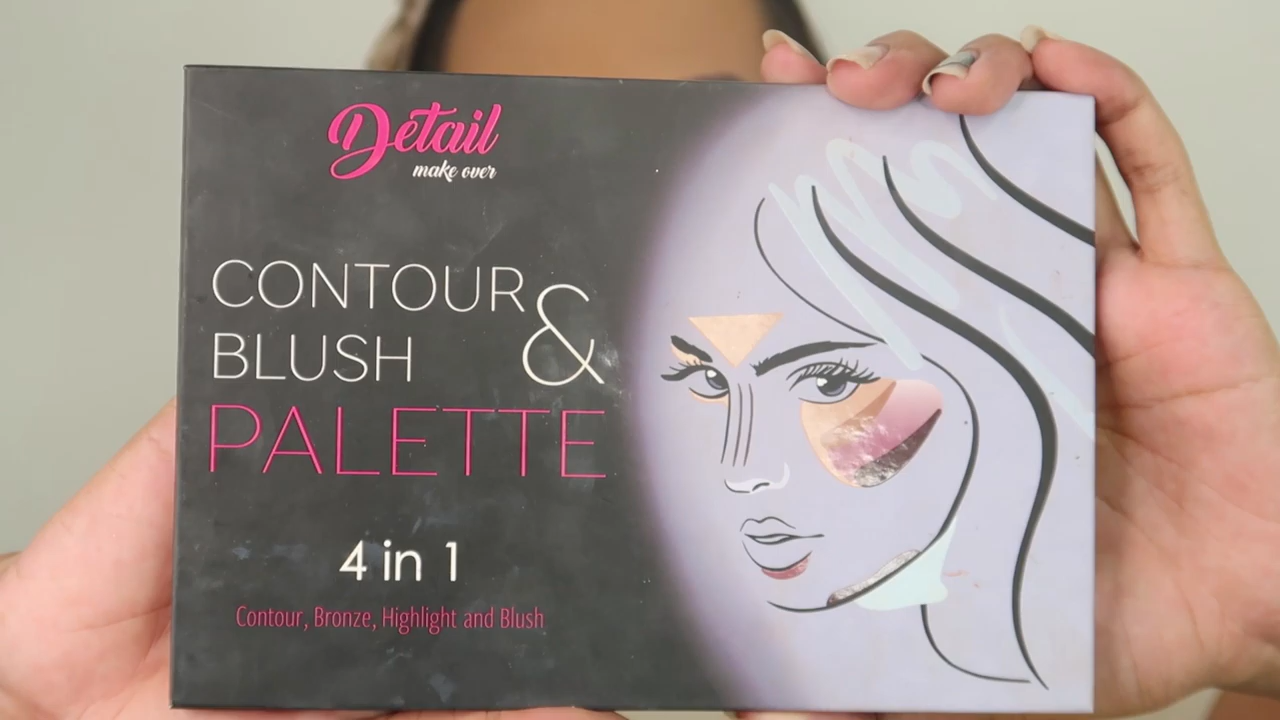 Detail
make over
CONTOUR &
BLUSH
PALETTE
4 in 1
Contour, Bronze, Highlight and Blush